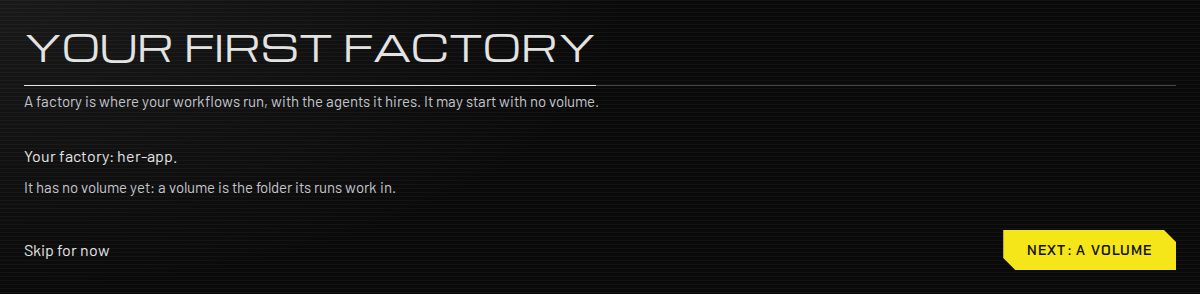 YOUR FIRST FACTORY
A factory is where your workflows run, with the agents it hires. It may start with no volume.
Your factory: her-app.
It has no volume yet: a volume is the folder its runs work in.
Skip for now
NEXT: A VOLUME